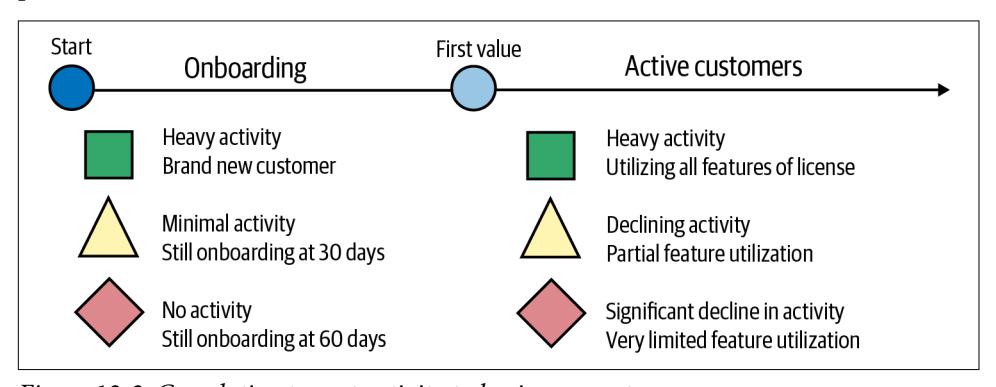 Start
Onboarding
First value
Active customers
Heavy activity
Brand new customer
Minimal activity
Still onboarding at 30 days
No activity
Still onboarding at 60 days
Heavy activity
Utilizing all features of license
Declining activity
Partial feature utilization
Significant decline in activity
Very limited feature utilization